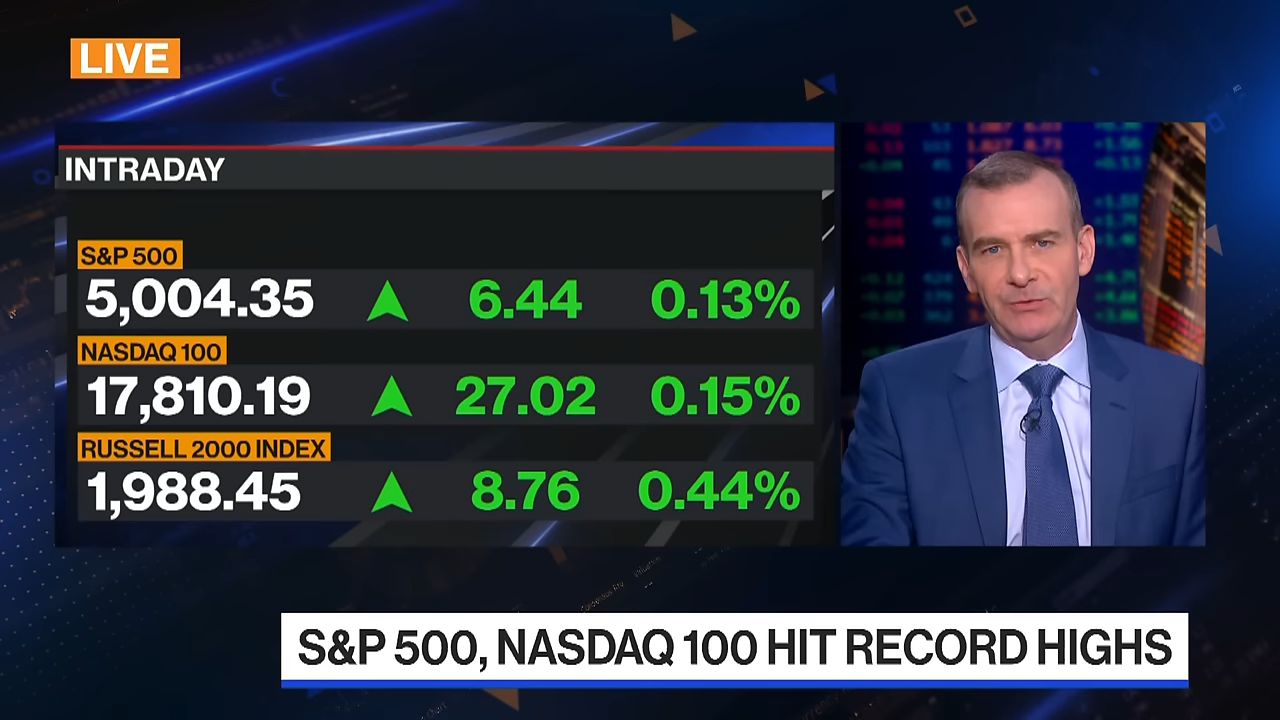 LIVE
INTRADAY
S&P 500
5,004.35 ▲ 6.44 0.13%
NASDAQ 100
17,810.19 ▲ 27.02 0.15%
RUSSELL 2000 INDEX
1,988.45 ▲ 8.76 0.44%
S&P 500, NASDAQ 100 HIT RECORD HIGHS